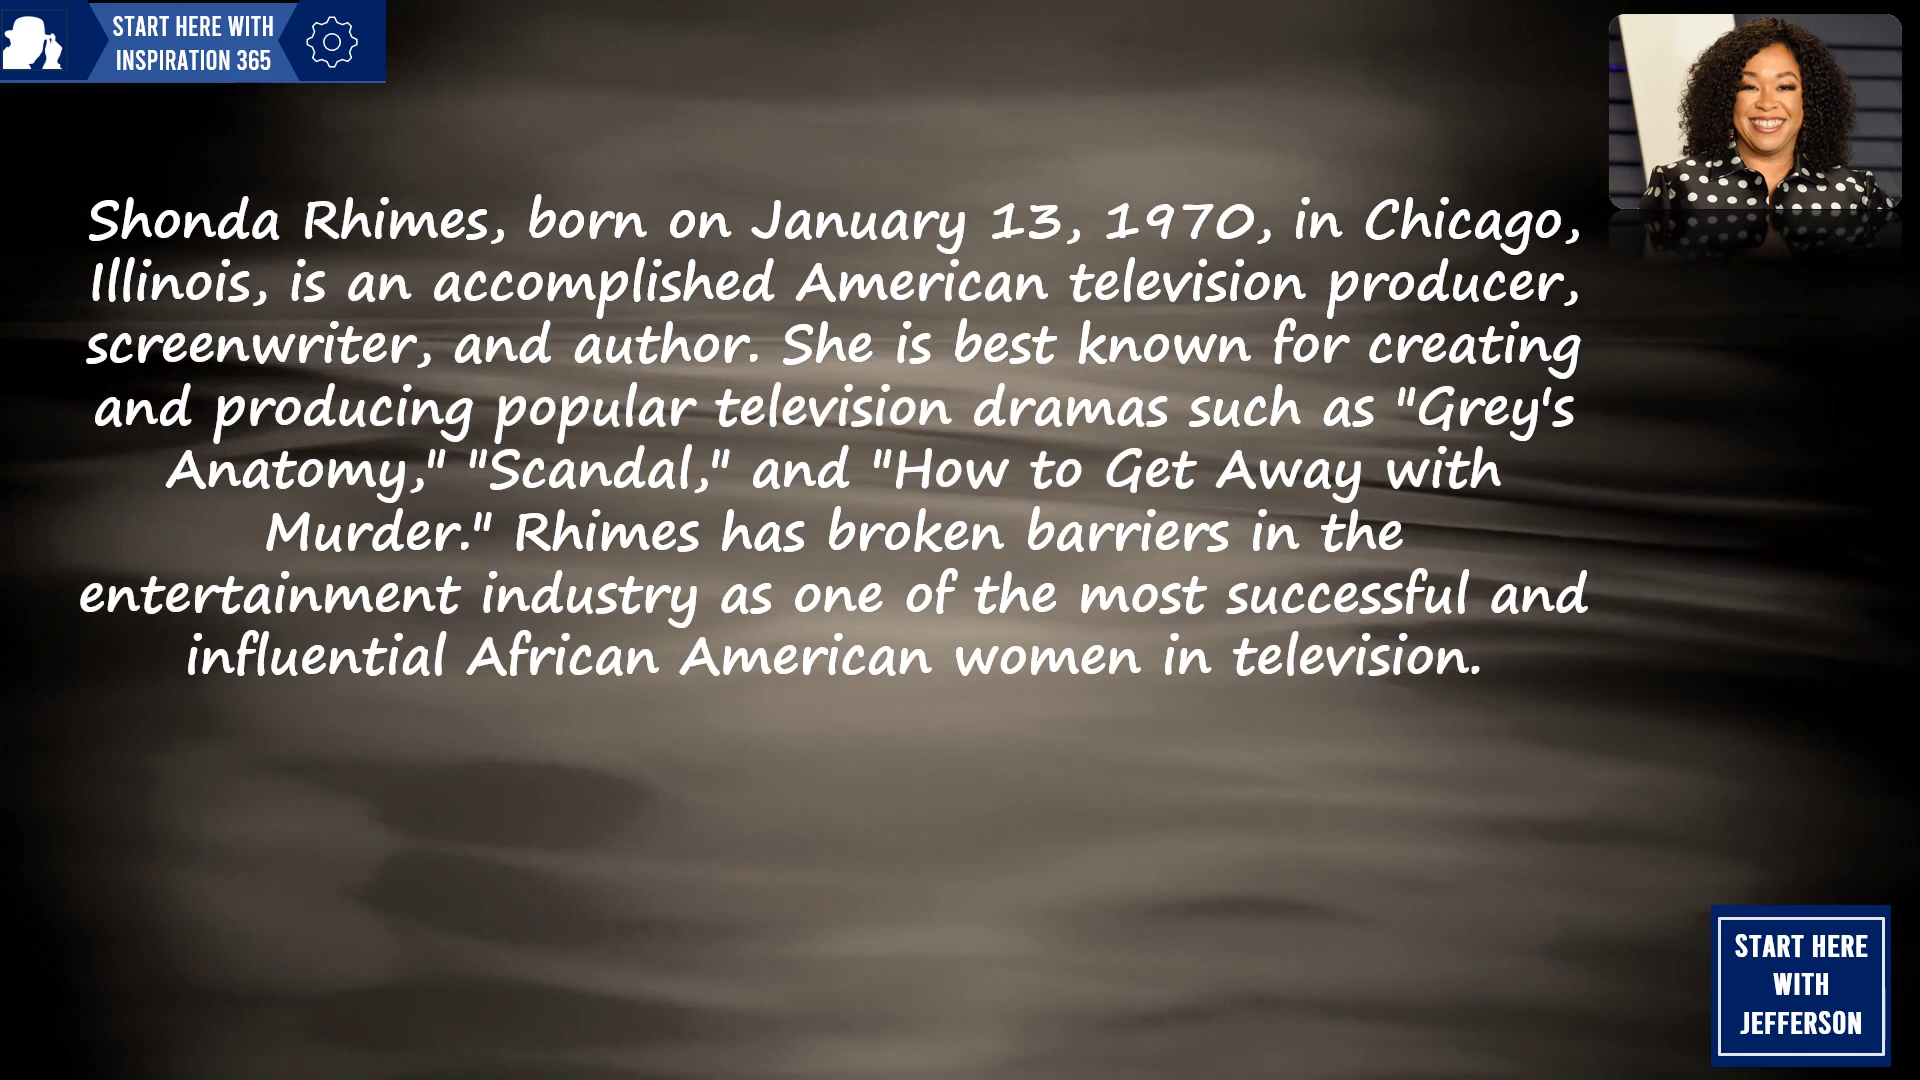 START HERE WITH
INSPIRATION 365
Shonda Rhimes, born on January 13, 1970, in Chicago,
Illinois, is an accomplished American television producer,
screenwriter, and author. She is best known for creating
and producing popular television dramas such as "Grey's
Anatomy," "Scandal," and "How to Get Away with
Murder." Rhimes has broken barriers in the
entertainment industry as one of the most successful and
influential African American women in television.
START HERE
WITH
JEFFERSON